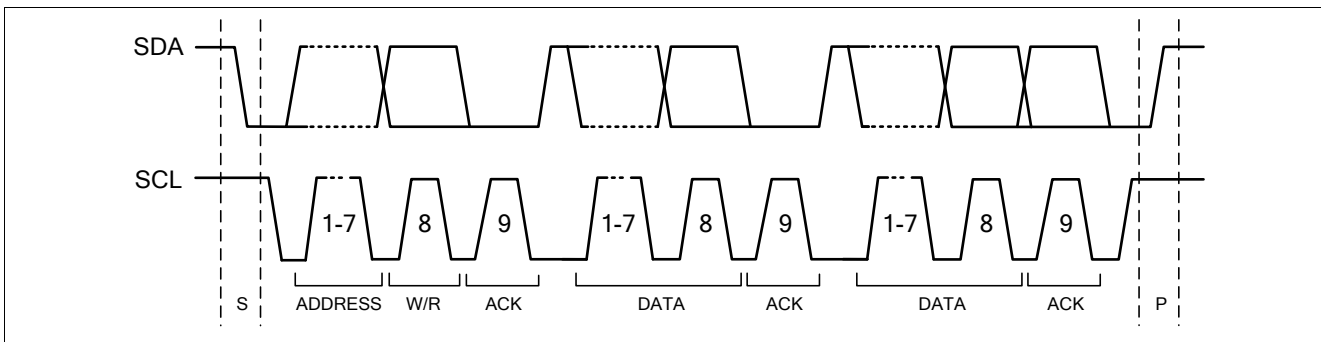 SDA
SCL
1-7 8 9 1-7 8 9 1-7 8 9
S ADDRESS W/R ACK DATA ACK DATA ACK P